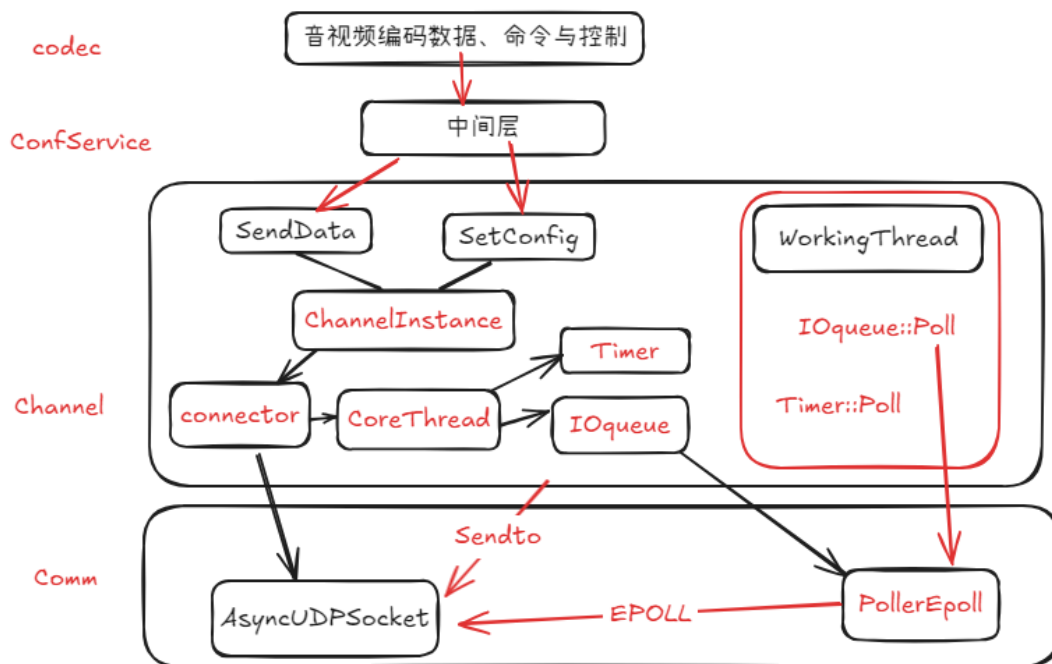 音视频编码数据、命令与控制
codec
中间层
ConfService
SendData
SetConfig
WorkingThread
ChannelInstance
IOqueue::Poll
Timer
Channel
connector
CoreThread
IOqueue
Timer::Poll
Sendto
Comm
AsyncUDPSocket
EPOLL
PollerEpoll